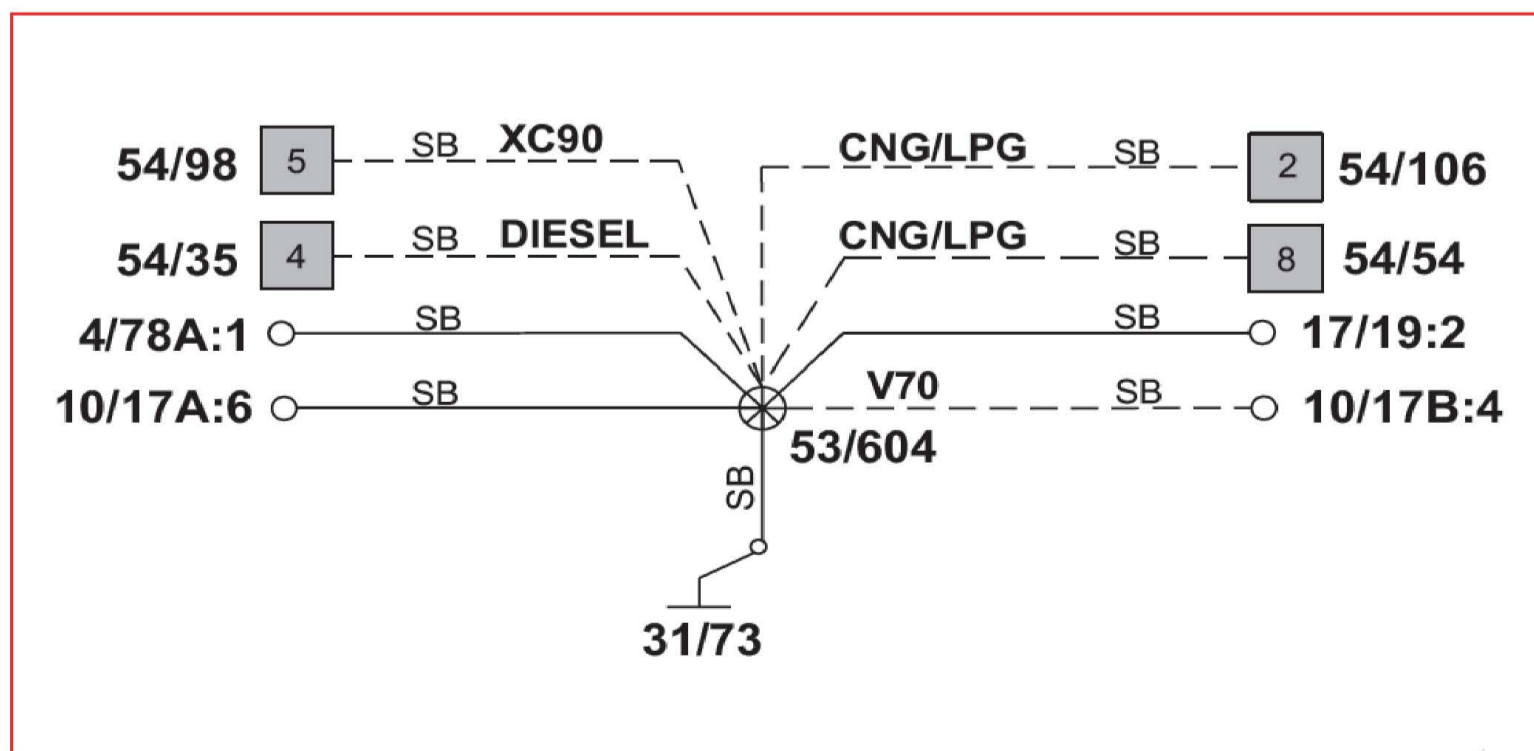 54/98 5 SB XC90 CNG/LPG SB 2 54/106
54/35 4 SB DIESEL CNG/LPG SB 8 54/54
4/78A:1 SB SB 17/19:2
10/17A:6 SB V70 SB 10/17B:4
53/604
SB
31/73